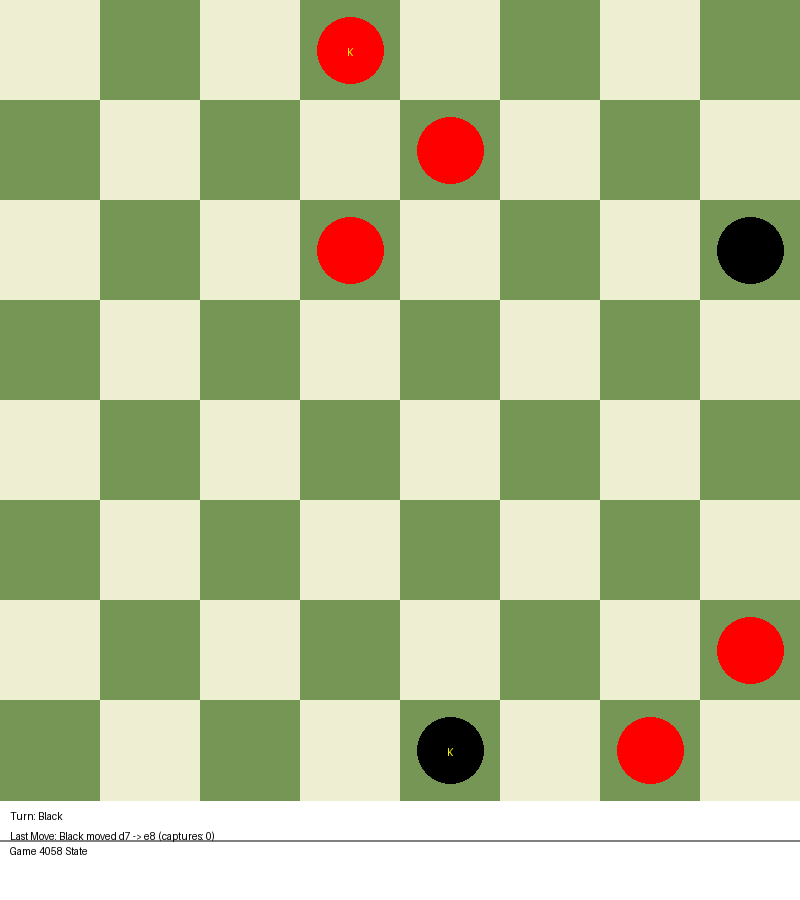 K
K
Turn: Black
Last Move: Black moved d7 -> e8 (captures: 0)
Game 4058 State